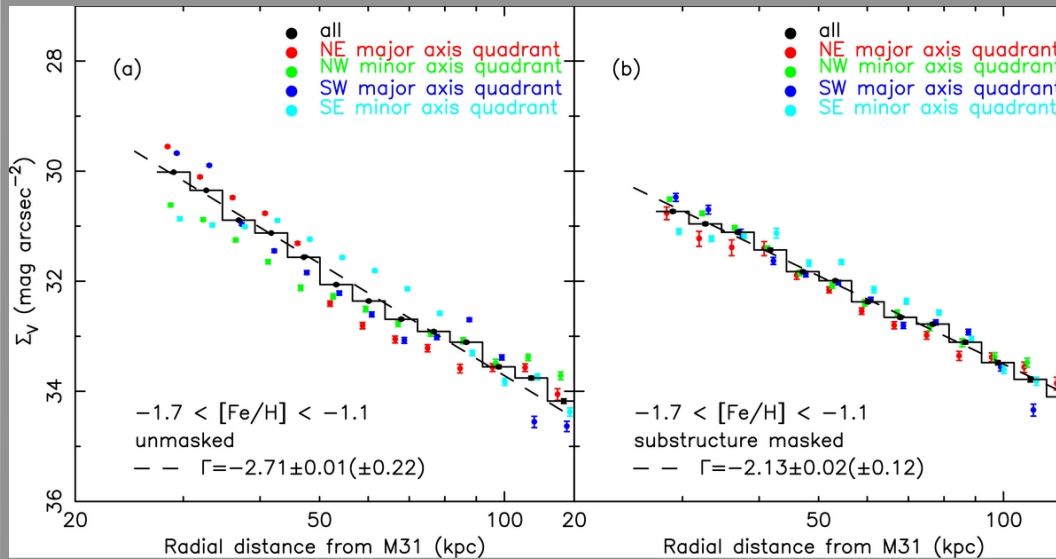 (a)
all
NE major axis quadrant
NW minor axis quadrant
SW major axis quadrant
SE minor axis quadrant
(b)
all
NE major axis quadrant
NW minor axis quadrant
SW major axis quadrant
SE minor axis quadrant
28
30
32
34
36
ΣV (mag arcsec−2)
−1.7 < [Fe/H] < −1.1
unmasked
Γ=−2.71±0.01(±0.22)
−1.7 < [Fe/H] < −1.1
substructure masked
Γ=−2.13±0.02(±0.12)
20 50 100 20 50 100
Radial distance from M31 (kpc) Radial distance from M31 (kpc)